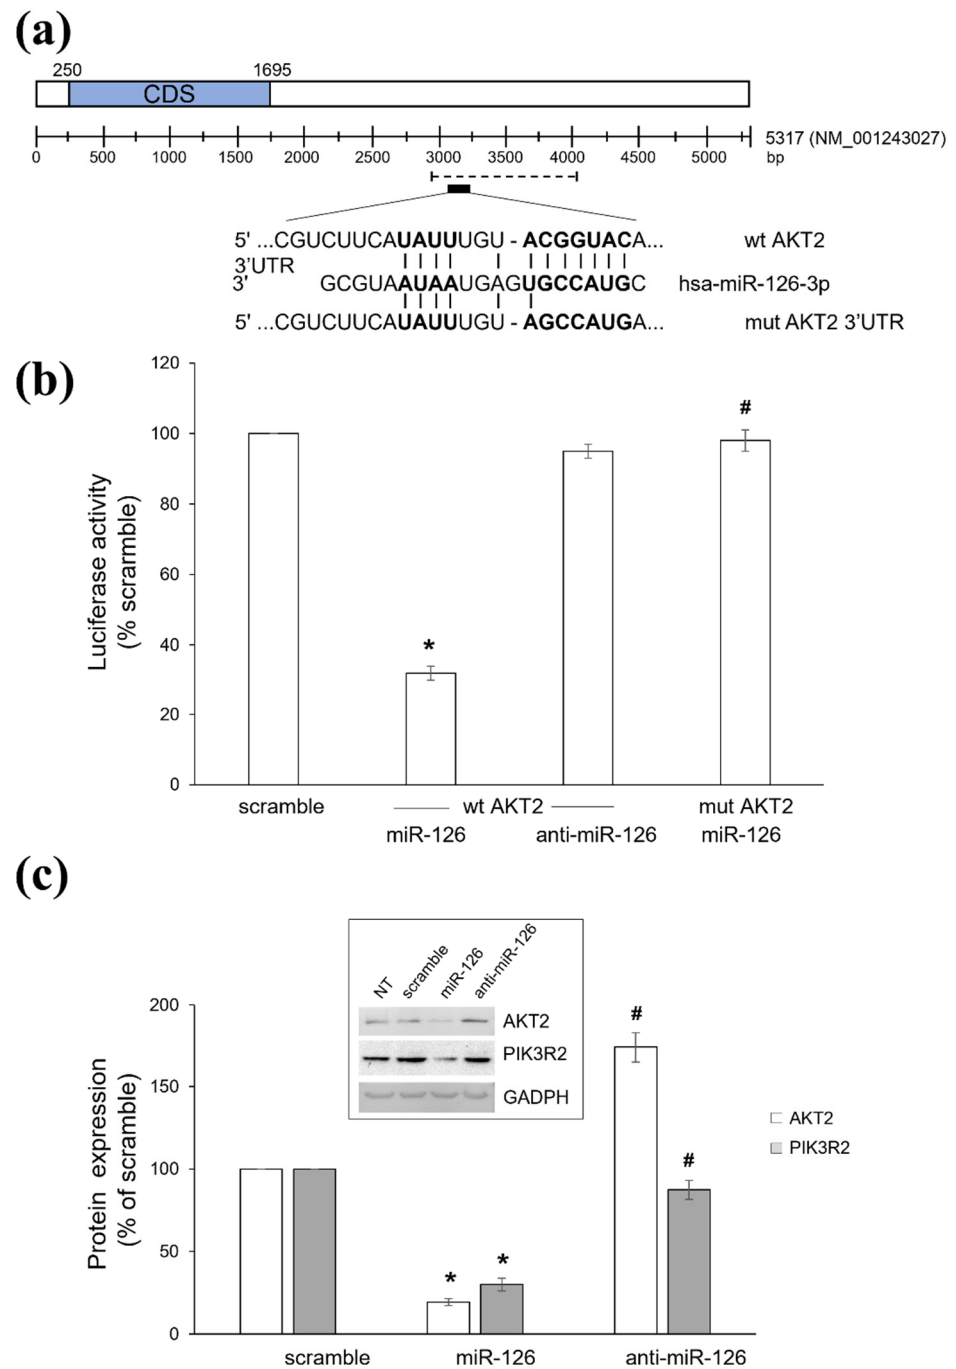 (a)
250 1695
CDS
5317 (NM_001243027)
0 500 1000 1500 2000 2500 3000 3500 4000 4500 5000 bp
5' ...CGUCUUCAUAUUUGU - ACGGUACA... wt AKT2
3'UTR
3' GCGUAAUAAUGAGUGCCAUGC hsa-miR-126-3p
5' ...CGUCUUCAUAUUUGU - AGCCAUGA... mut AKT2 3'UTR
(b)
120
100
80
60
40
20
0
Luciferase activity
(% scrarmble)
*
#
scramble wt AKT2 mut AKT2
miR-126 anti-miR-126 miR-126
(c)
NT scramble miR-126 anti-miR-126
AKT2
PIK3R2
GADPH
200
150
100
50
0
Protein expression
(% of scramble)
* * # #
AKT2
PIK3R2
scramble miR-126 anti-miR-126